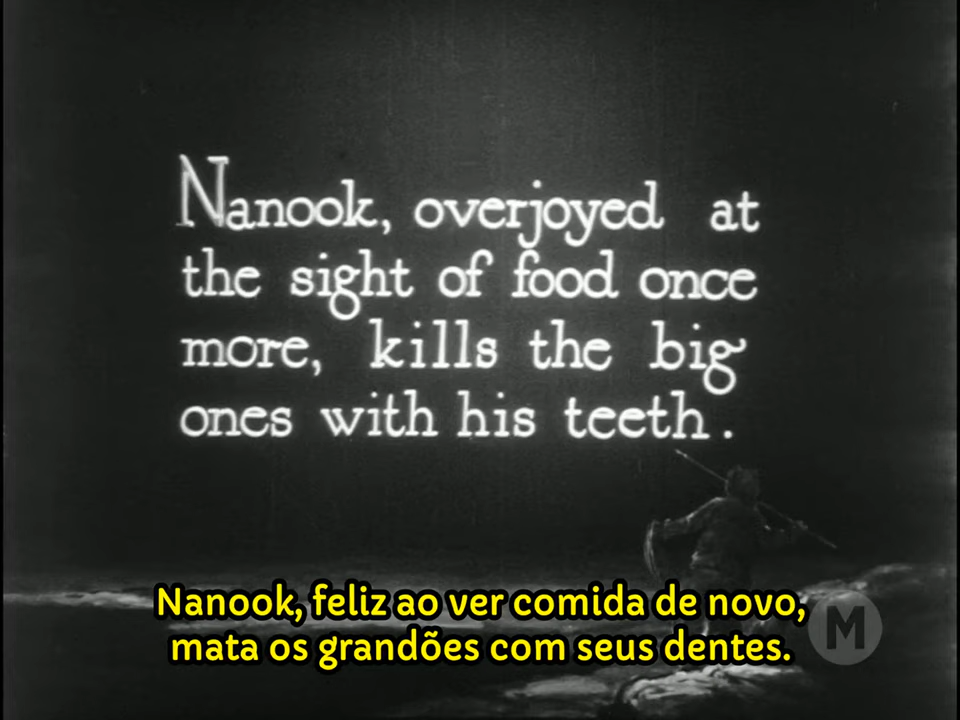 Nanook, overjoyed at
the sight of food once
more, kills the big
ones with his teeth.
Nanook, feliz ao ver comida de novo,
mata os grandões com seus dentes.
M